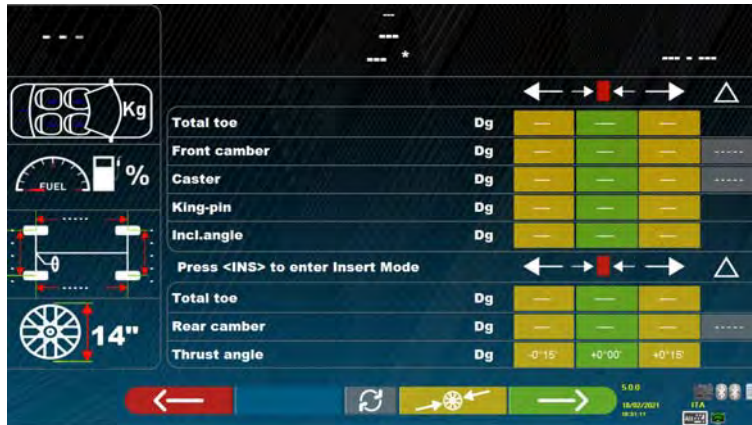 - - -
---
---
--- *
--- - ---
Kg
Total toe Dg — — —
Front camber Dg — — — -----
FUEL %
Caster Dg — — — -----
King-pin Dg — — —
Incl.angle Dg — — —
Press <INS> to enter Insert Mode
Total toe Dg — — —
14"
Rear camber Dg — — — -----
Thrust angle Dg -0°15' +0°00' +0°15'
5.0.0
18/02/2021 ITA